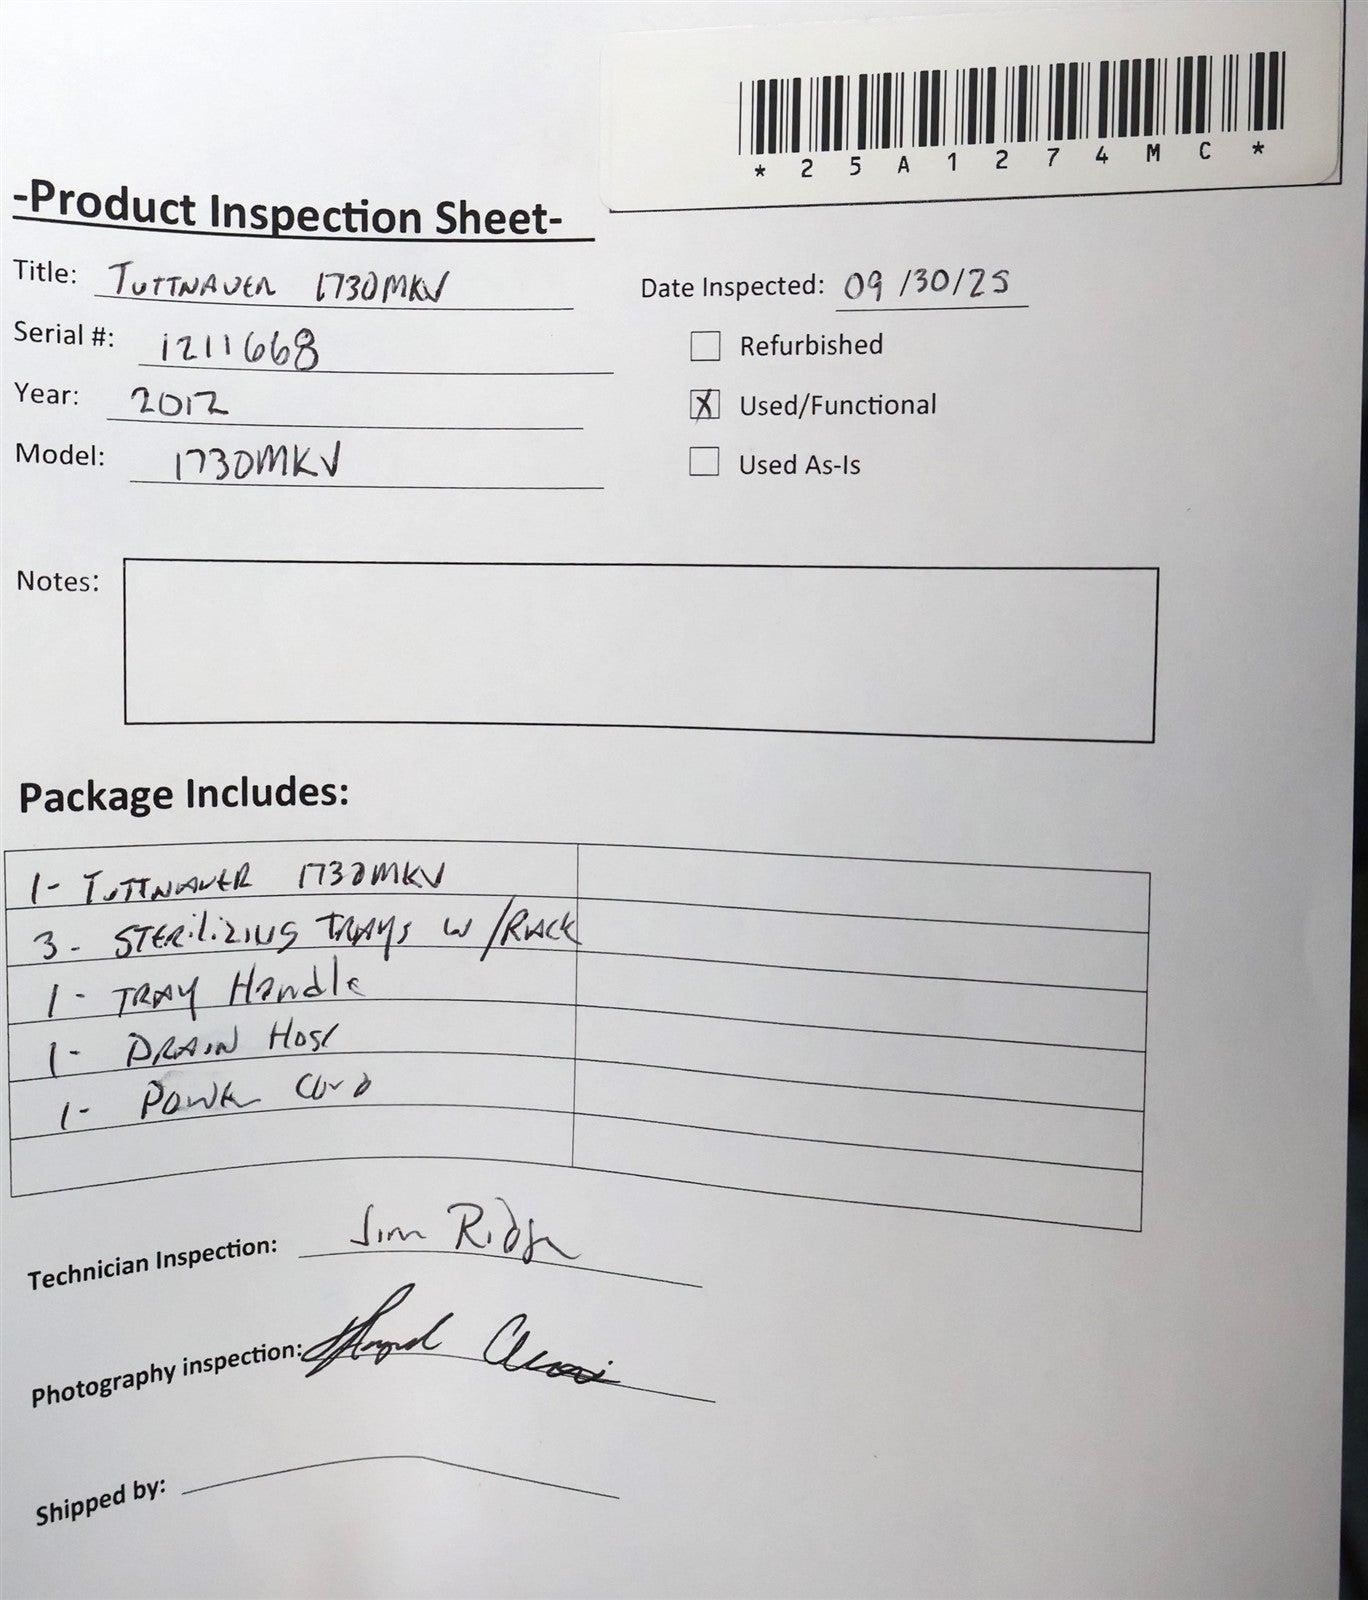 *25A1274MC*
-Product Inspection Sheet-
Title: TUTTNAUER 1730MKV
Date Inspected: 09/30/25
Serial #: 1211668
Refurbished
Year: 2012
X Used/Functional
Model: 1730MKV
Used As-Is
Notes:
Package Includes:
1- TUTTNAUER 1730MKV
3- STERILIZING TRAYS W/RACK
1- TRAY Handle
1- DRAIN HOSE
1- POWER CORD
Technician Inspection: Jim Ridge
Photography inspection:
Shipped by: